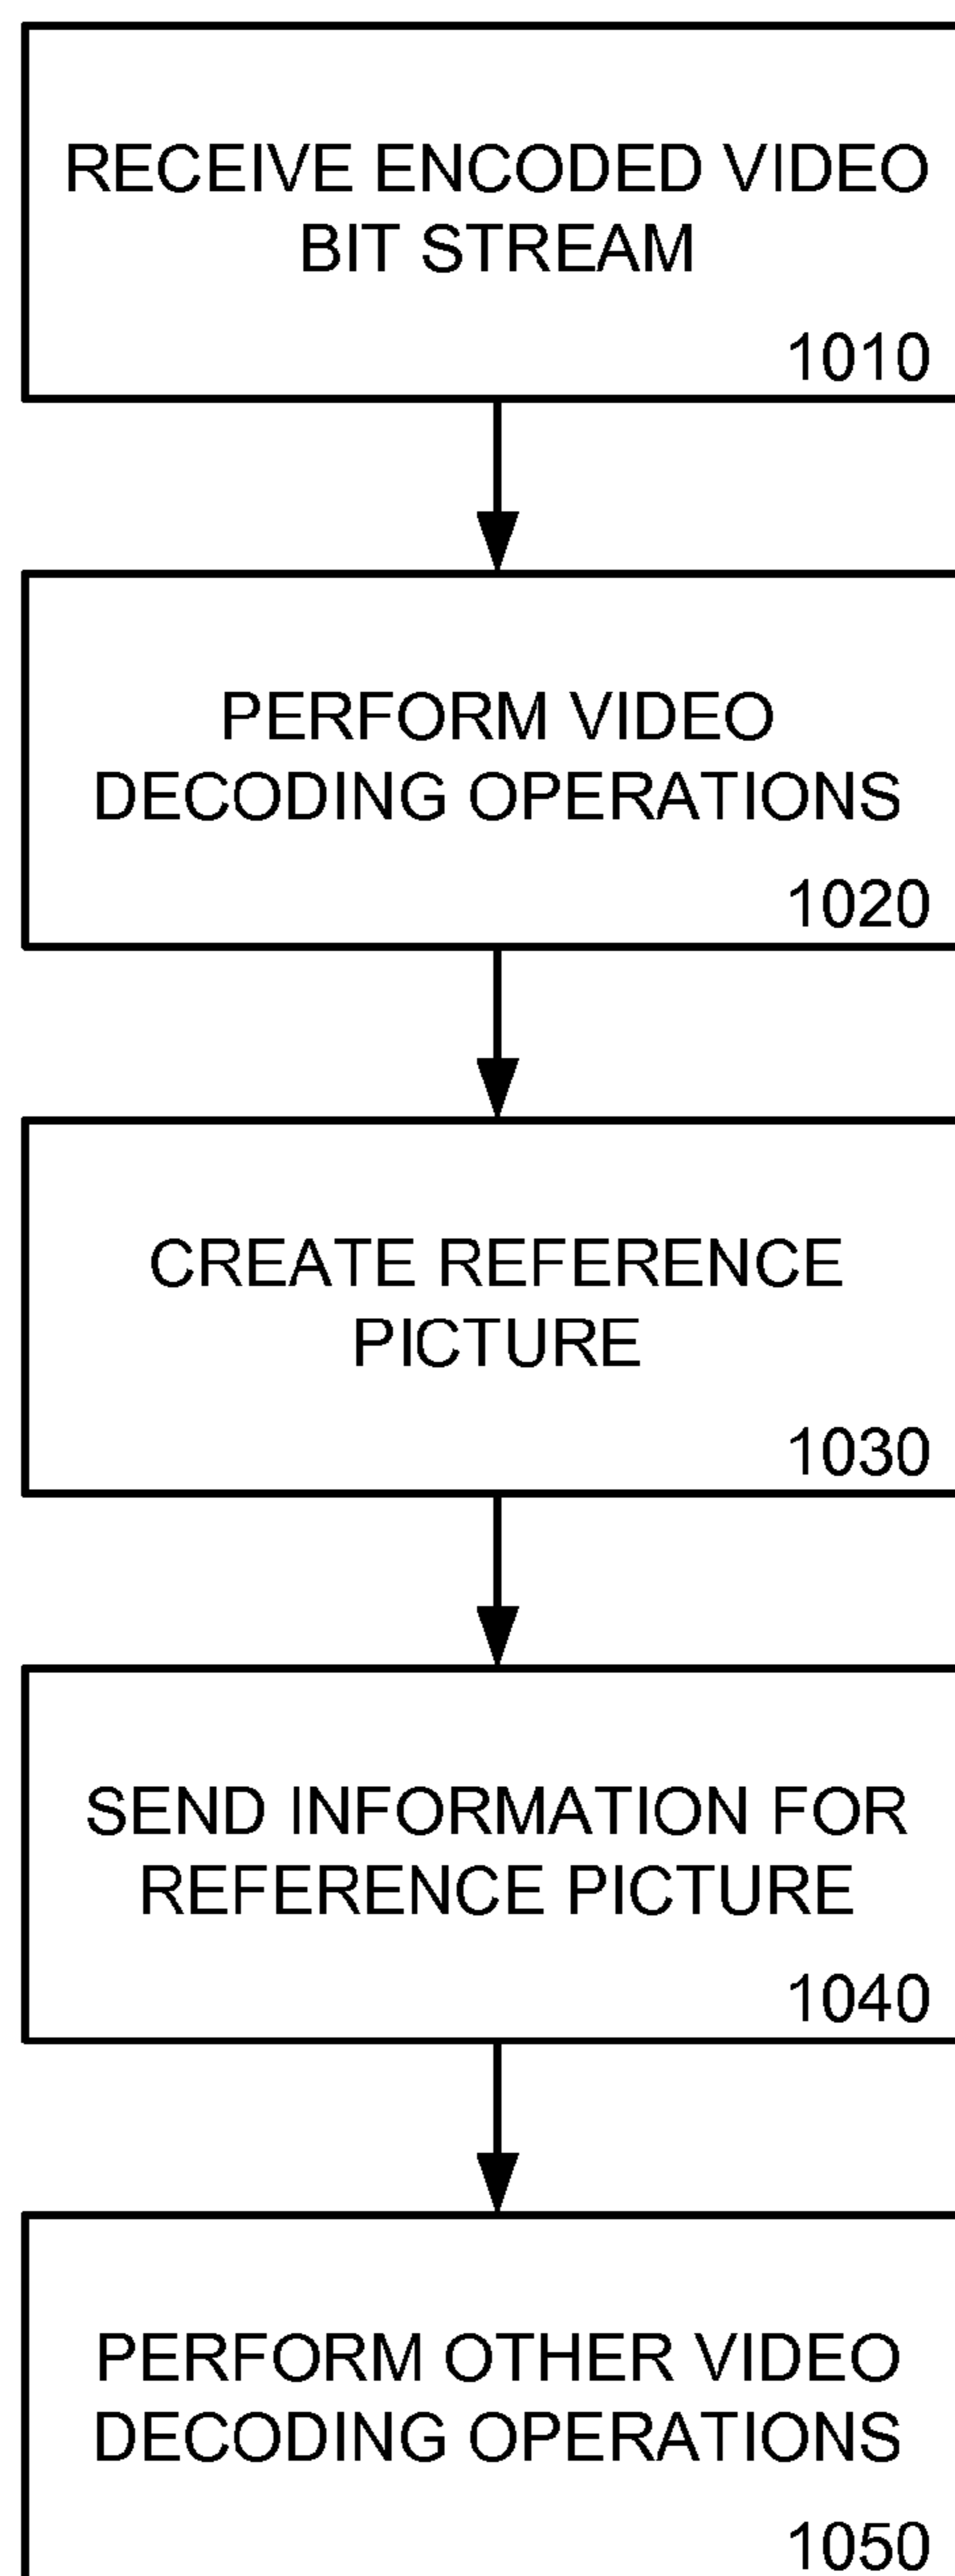 RECEIVE ENCODED VIDEO
BIT STREAM
1010
PERFORM VIDEO
DECODING OPERATIONS
1020
CREATE REFERENCE
PICTURE
1030
SEND INFORMATION FOR
REFERENCE PICTURE
1040
PERFORM OTHER VIDEO
DECODING OPERATIONS
1050